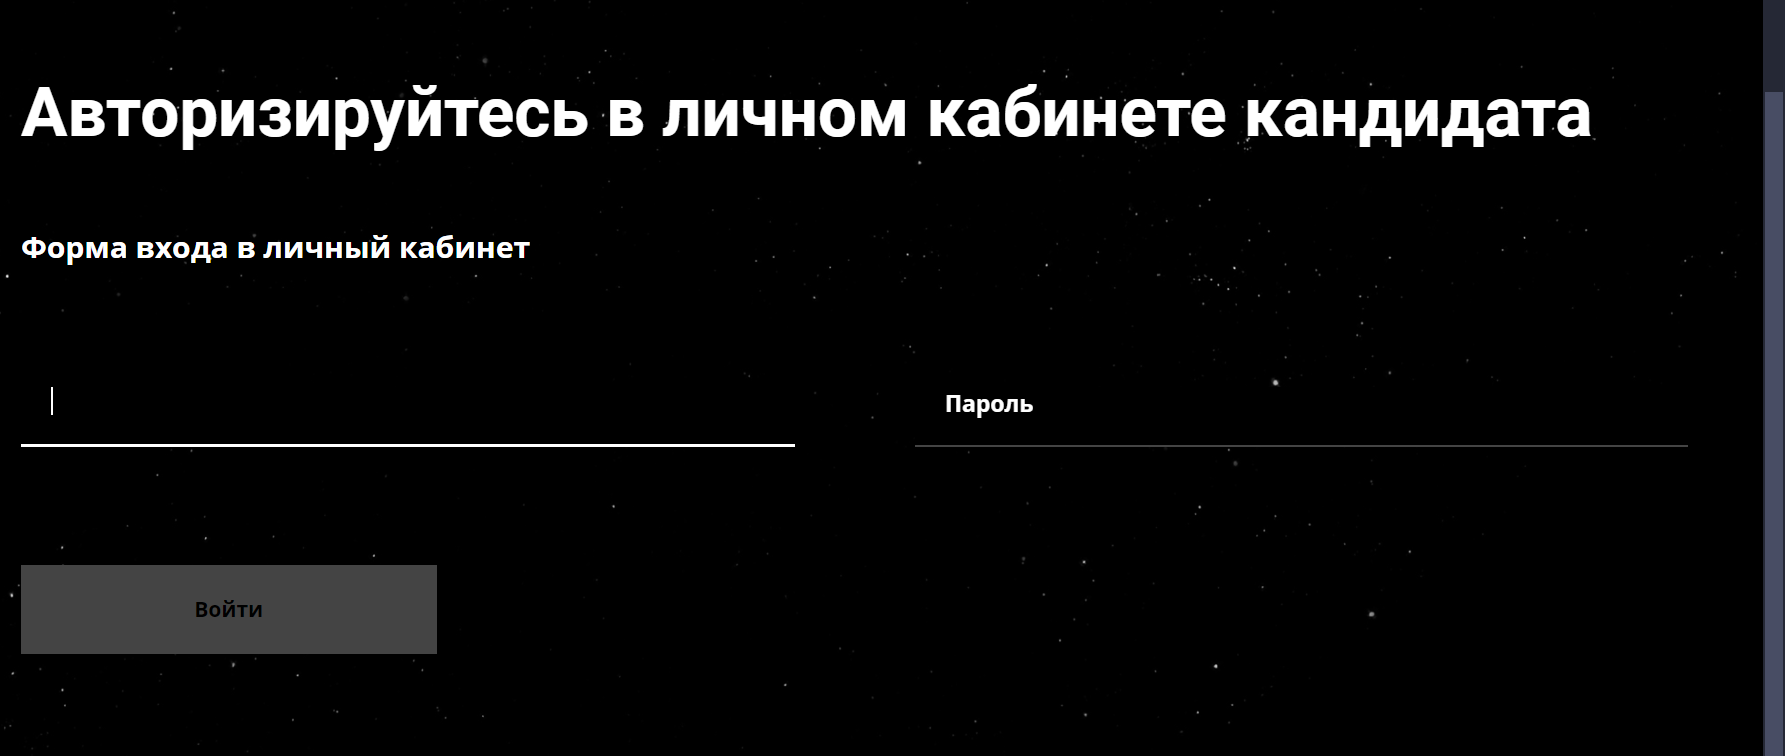 Авторизируйтесь в личном кабинете кандидата
Форма входа в личный кабинет
Пароль
Войти